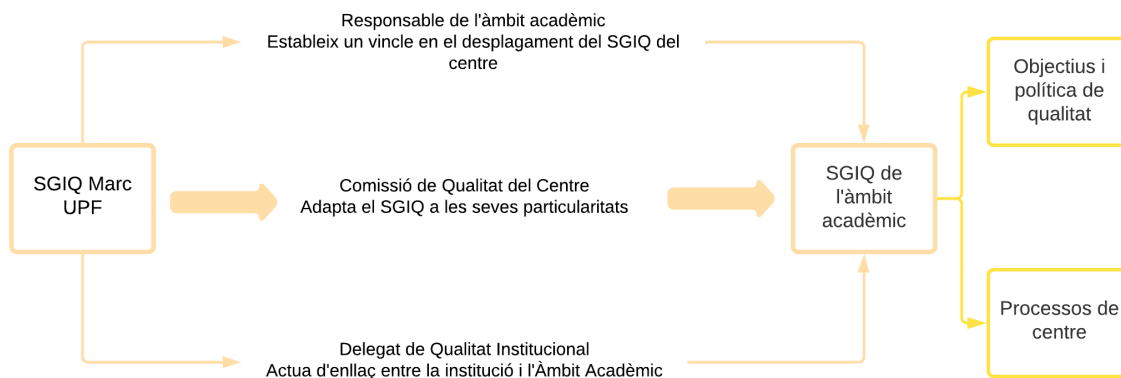 Responsable de l'àmbit acadèmic
Estableix un vincle en el desplagament del SGIQ del
centre
SGIQ Marc
UPF
Comissió de Qualitat del Centre
Adapta el SGIQ a les seves particularitats
Delegat de Qualitat Institucional
Actua d'enllaç entre la institució i l'Àmbit Acadèmic
SGIQ de
l'àmbit
acadèmic
Objectius i
política de
qualitat
Processos de
centre